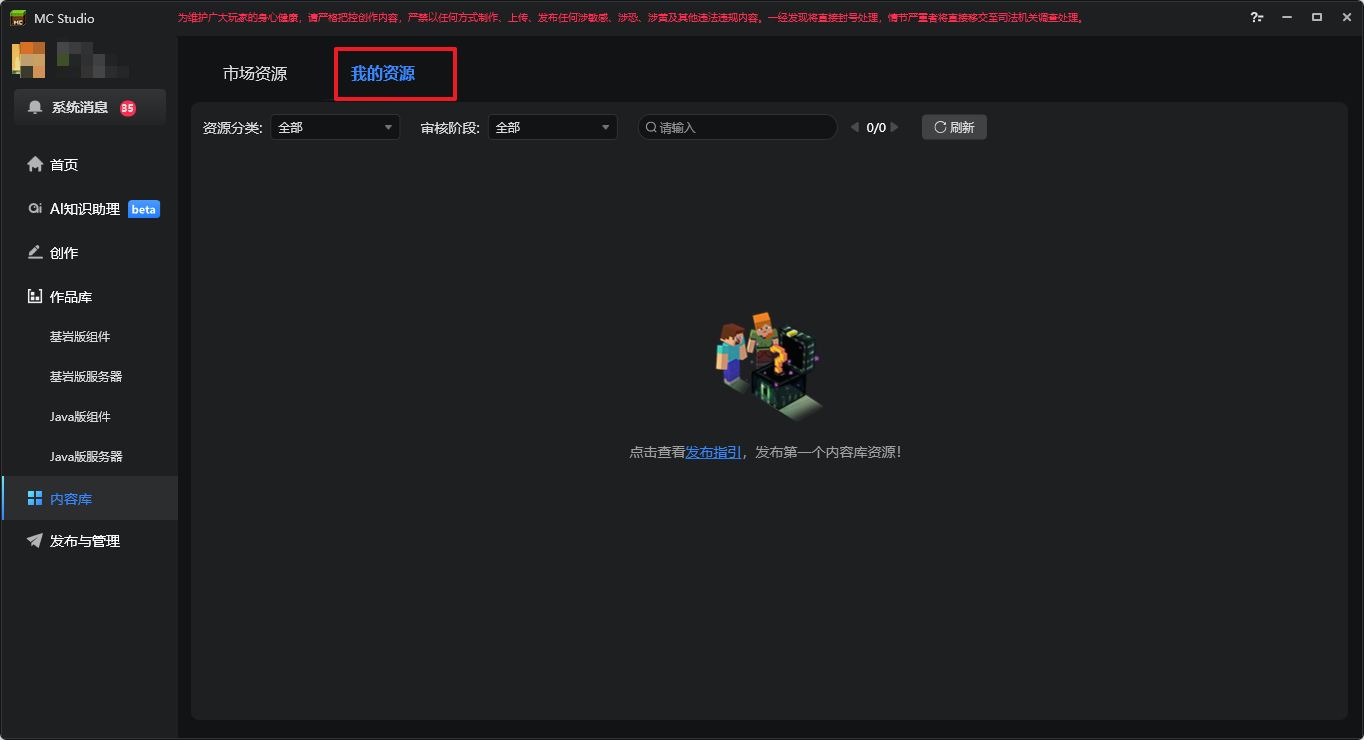 MC Studio
为维护广大玩家的身心健康，请严格把控创作内容，严禁以任何方式制作、上传、发布任何涉敏感、涉恐、涉黄及其他违法违规内容。一经发现将直接封号处理，情节严重者将直接移交至司法机关调查处理。
市场资源 我的资源
系统消息 85
资源分类: 全部 审核阶段: 全部 请输入 0/0 刷新
首页
AI知识助理 beta
创作
作品库
基岩版组件
基岩版服务器
Java版组件
Java版服务器
点击查看发布指引，发布第一个内容库资源！
内容库
发布与管理